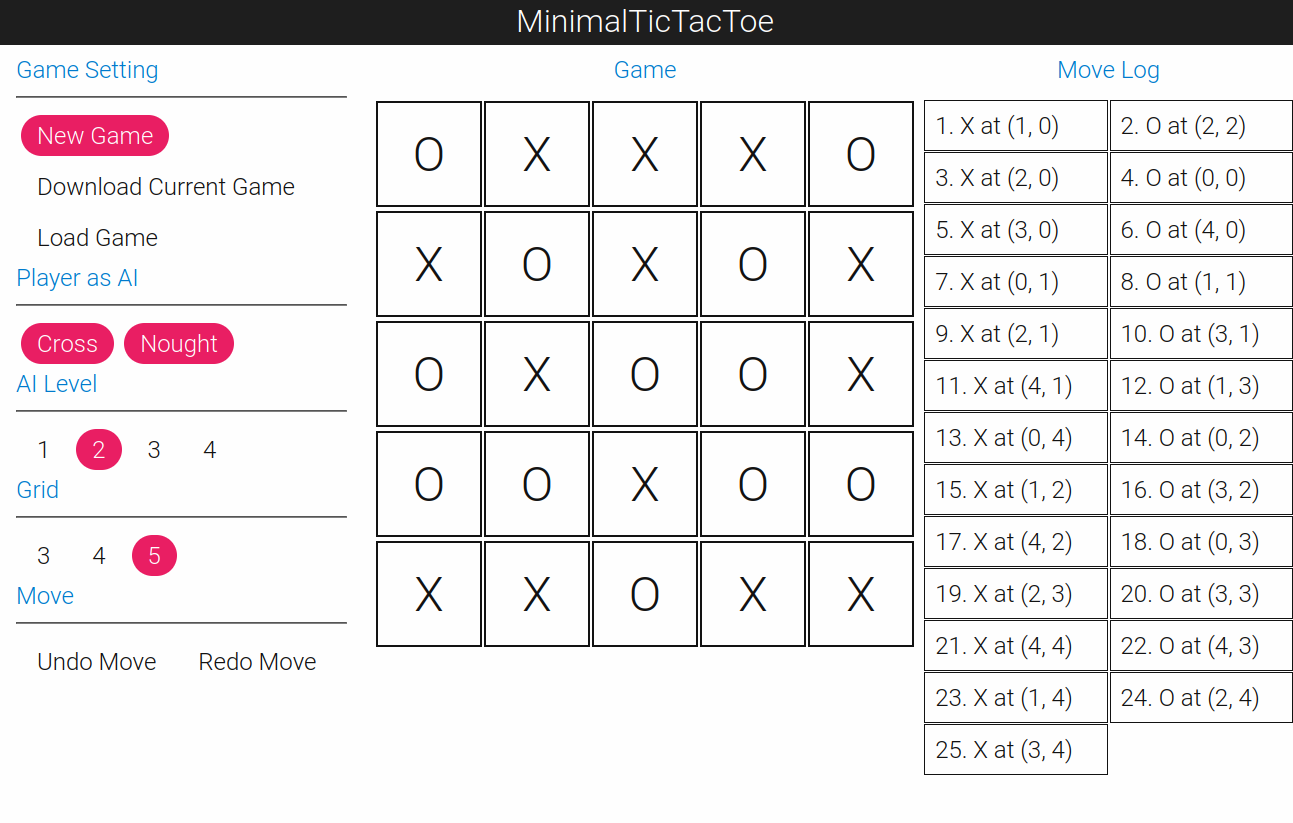 MinimalTicTacToe
Game Setting
New Game
Download Current Game
Load Game
Player as AI
Cross Nought
AI Level
1 2 3 4
Grid
3 4 5
Move
Undo Move Redo Move
Game
O X X X O
X O X O X
O X O O X
O O X O O
X X O X X
Move Log
1. X at (1, 0) 2. O at (2, 2)
3. X at (2, 0) 4. O at (0, 0)
5. X at (3, 0) 6. O at (4, 0)
7. X at (0, 1) 8. O at (1, 1)
9. X at (2, 1) 10. O at (3, 1)
11. X at (4, 1) 12. O at (1, 3)
13. X at (0, 4) 14. O at (0, 2)
15. X at (1, 2) 16. O at (3, 2)
17. X at (4, 2) 18. O at (0, 3)
19. X at (2, 3) 20. O at (3, 3)
21. X at (4, 4) 22. O at (4, 3)
23. X at (1, 4) 24. O at (2, 4)
25. X at (3, 4)